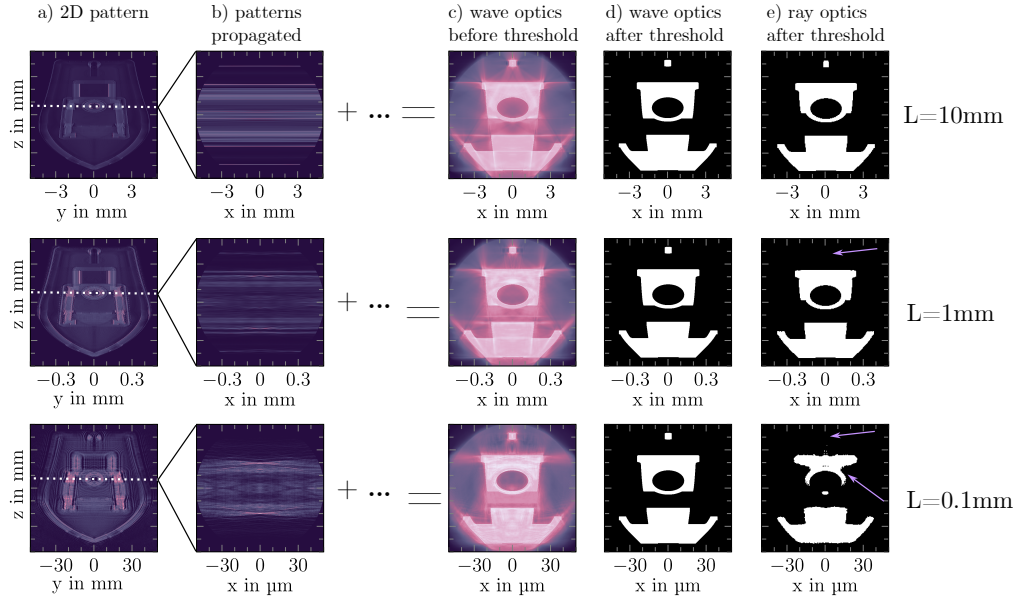 a) 2D pattern
b) patterns
propagated
c) wave optics
before threshold
d) wave optics
after threshold
e) ray optics
after threshold
z in mm
+ ... =
L=10mm
−3 0 3
y in mm
−3 0 3
x in mm
−3 0 3
x in mm
−3 0 3
x in mm
−3 0 3
x in mm
z in mm
+ ... =
L=1mm
−0.3 0 0.3
y in mm
−0.3 0 0.3
x in mm
−0.3 0 0.3
x in mm
−0.3 0 0.3
x in mm
−0.3 0 0.3
x in mm
z in mm
+ ... =
L=0.1mm
−30 0 30
y in µm
−30 0 30
x in µm
−30 0 30
x in µm
−30 0 30
x in µm
−30 0 30
x in µm